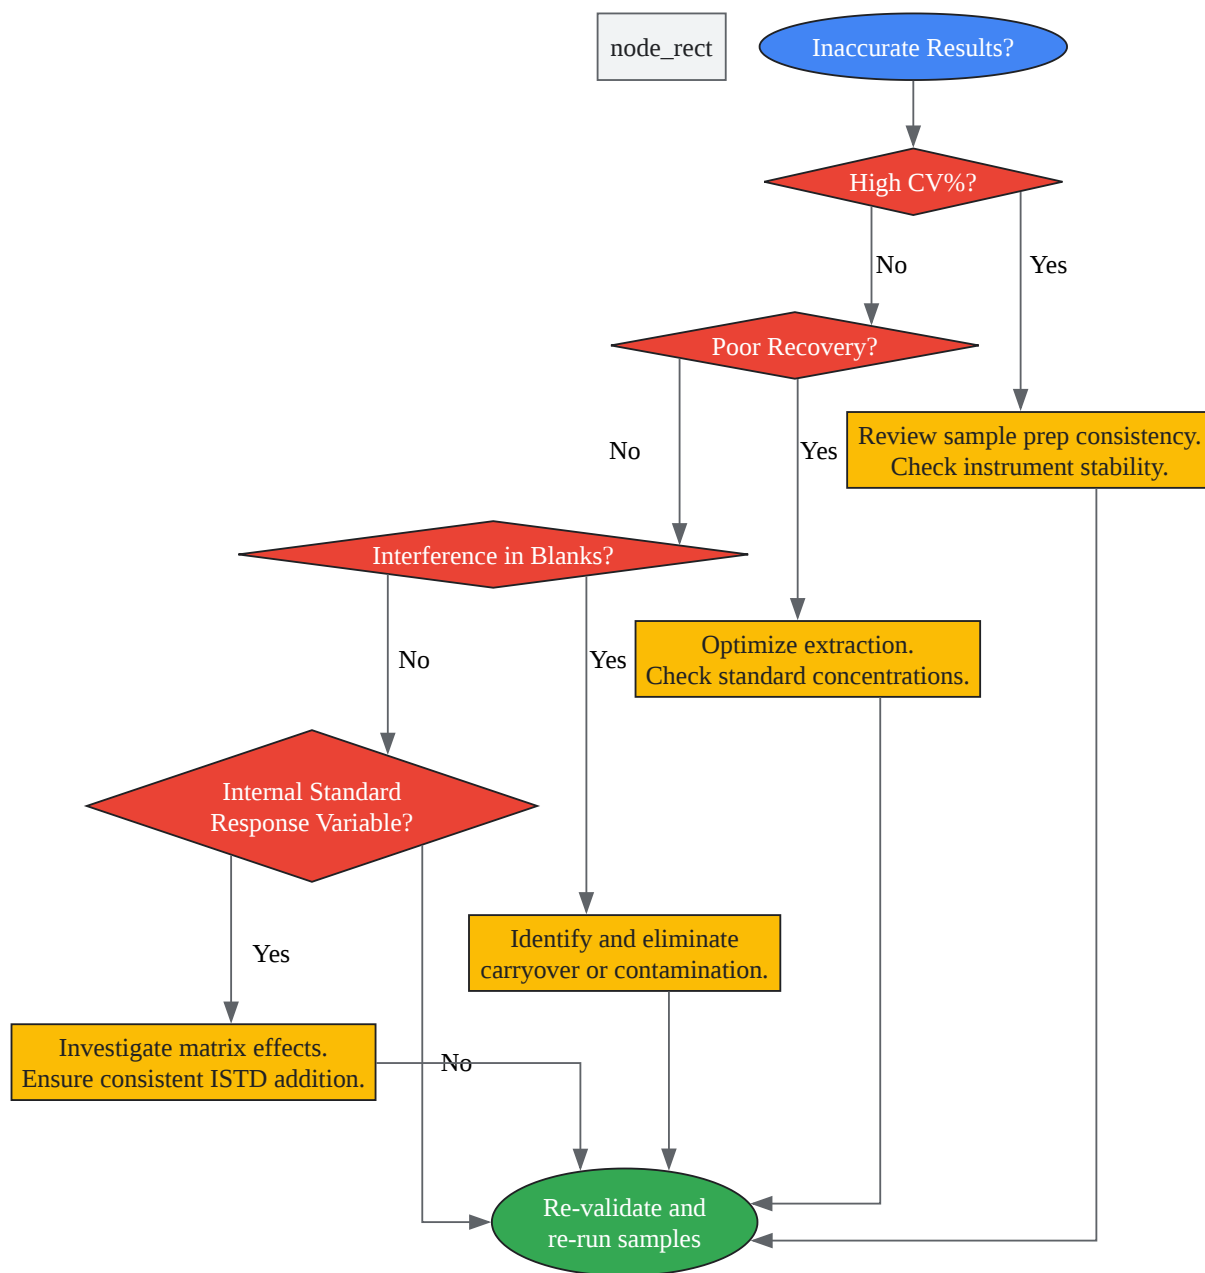 node_rect
Inaccurate Results?
High CV%?
No
Yes
Poor Recovery?
No
Yes
Review sample prep consistency.
Check instrument stability.
Interference in Blanks?
No
Yes
Optimize extraction.
Check standard concentrations.
Internal Standard
Response Variable?
Yes
Identify and eliminate
carryover or contamination.
Investigate matrix effects.
Ensure consistent ISTD addition.
No
Re-validate and
re-run samples